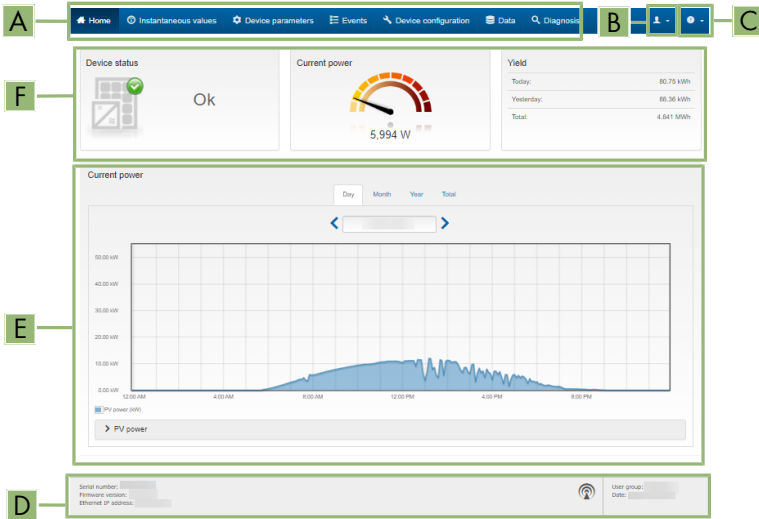 A
Home Instantaneous values Device parameters Events Device configuration Data Diagnosis
B
C
F
Device status
Ok
Current power
5,994 W
Yield
Today: 80.75 kWh
Yesterday: 86.36 kWh
Total: 4.641 MWh
E
Current power
Day Month Year Total
50.00 kW
40.00 kW
30.00 kW
20.00 kW
10.00 kW
0.00 kW
12:00 AM 4:00 AM 8:00 AM 12:00 PM 4:00 PM 8:00 PM
PV power (kW)
PV power
D
Serial number:
Firmware version:
Ethernet IP address:
User group:
Date: